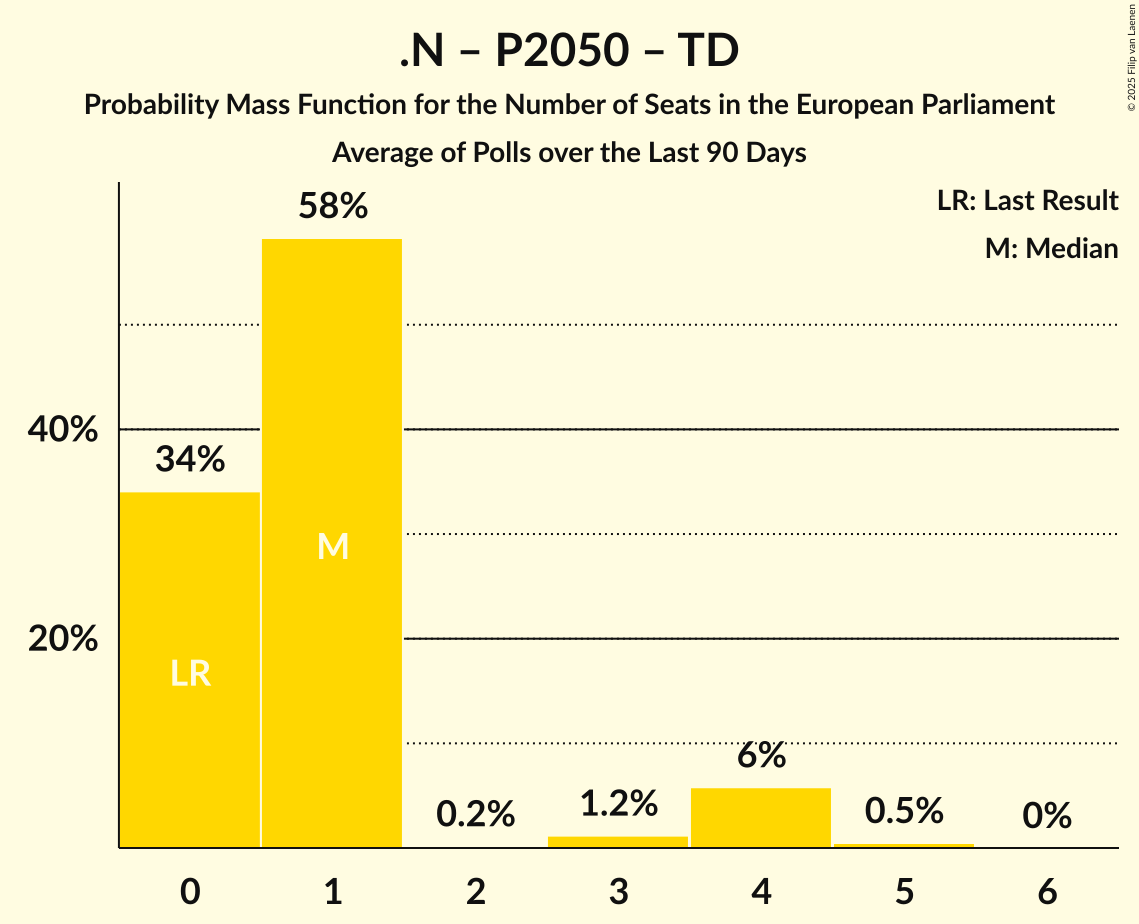 .N – P2050 – TD
Probability Mass Function for the Number of Seats in the European Parliament
Average of Polls over the Last 90 Days
© 2025 Filip van Laenen
LR: Last Result
M: Median
58%
40%
34%
M
20%
LR
6%
0.2%
1.2%
0.5%
0%
0 1 2 3 4 5 6